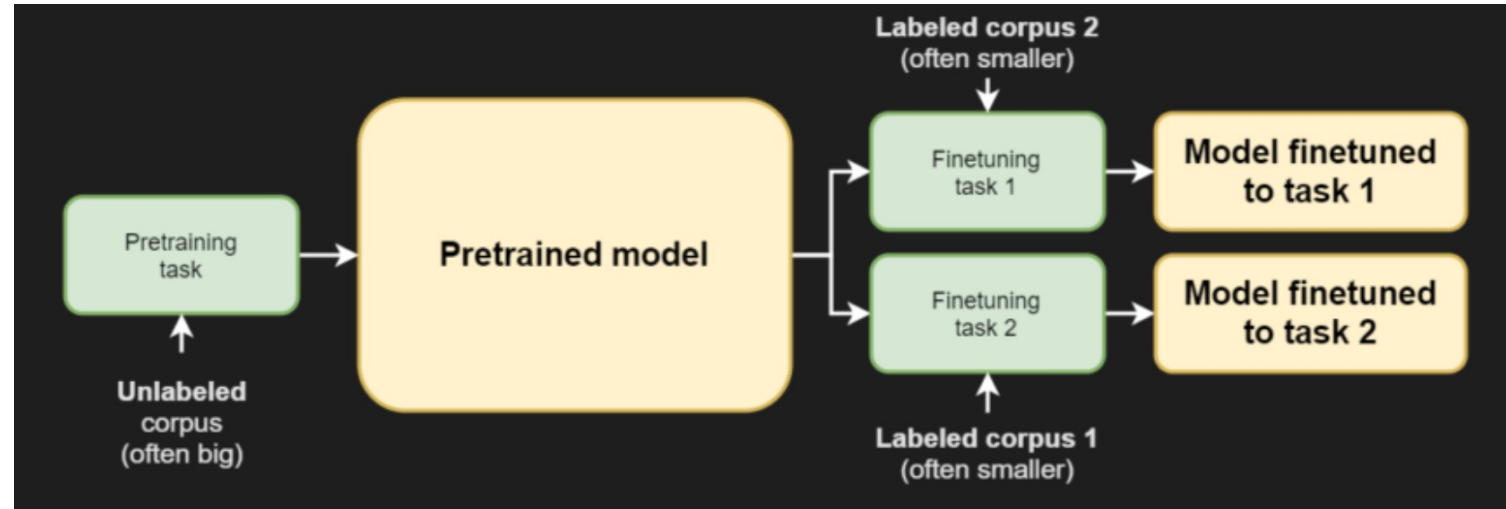 Labeled corpus 2
(often smaller)
Finetuning
task 1
Model finetuned
to task 1
Pretraining
task
Pretrained model
Finetuning
task 2
Model finetuned
to task 2
Unlabeled
corpus
(often big)
Labeled corpus 1
(often smaller)